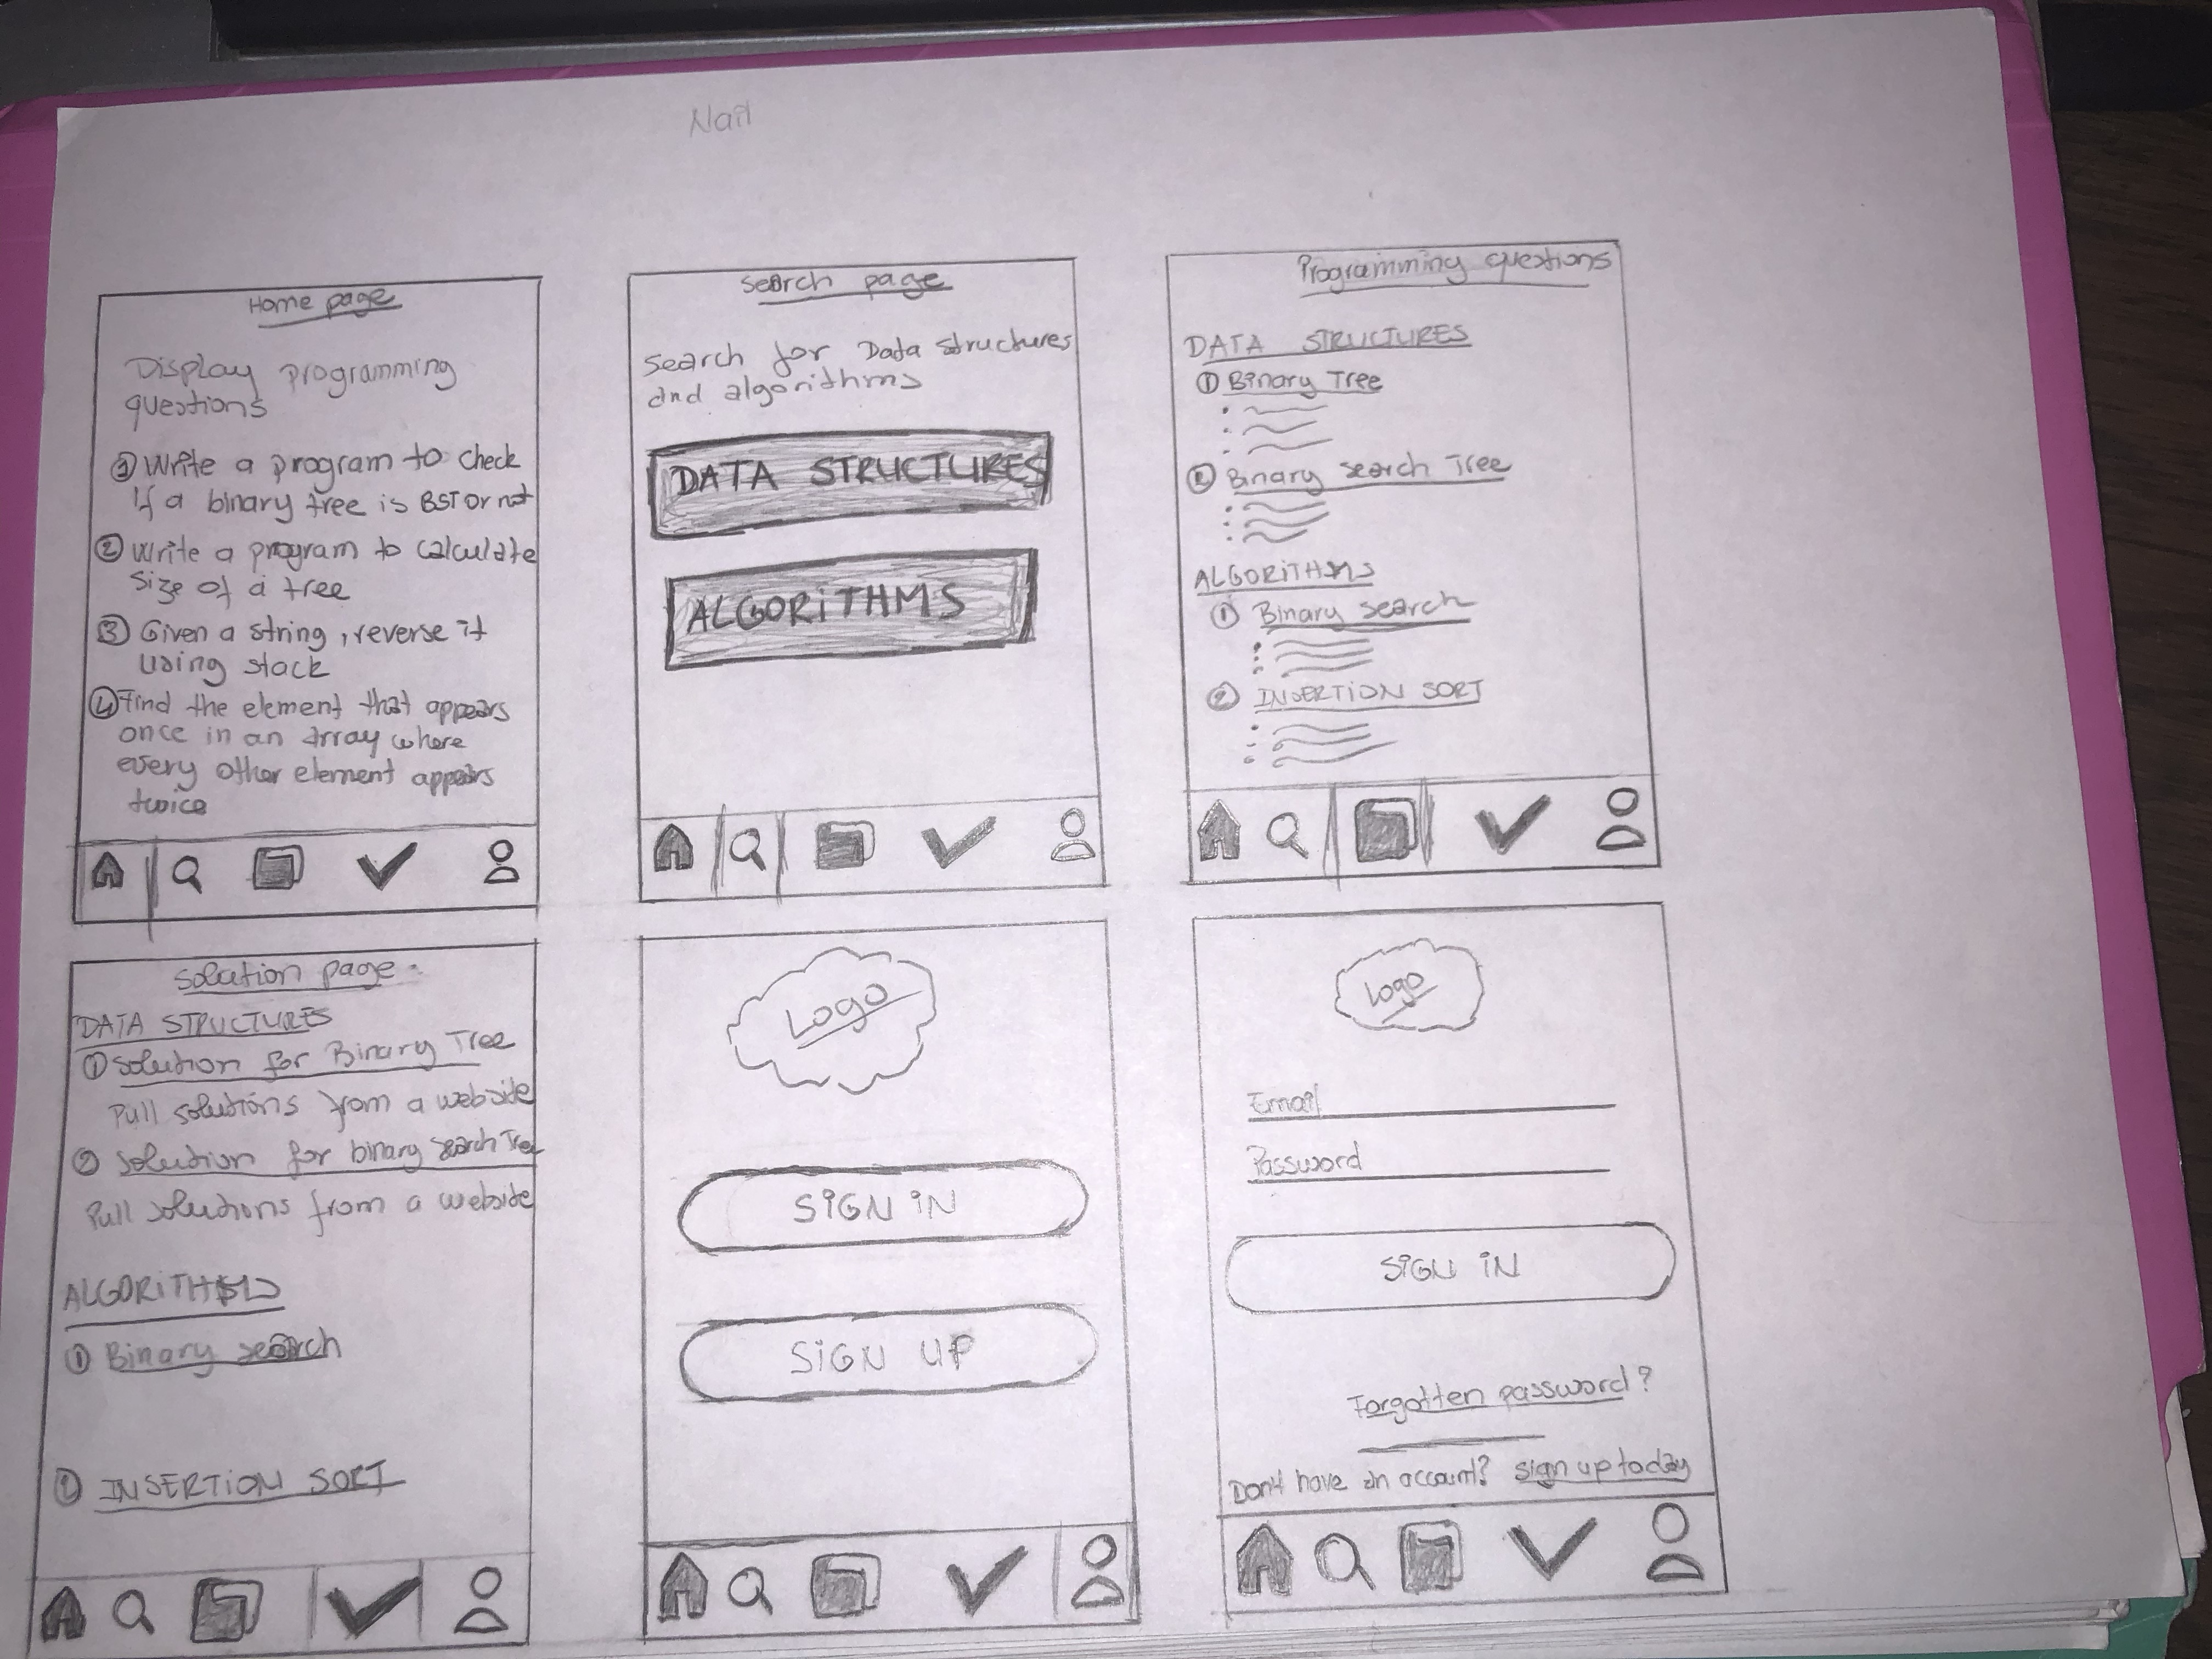 Nail
Home page
Display programming
questions
① Write a program to check
if a binary tree is BST or not
② Write a program to calculate
size of a tree
③ Given a string, reverse it
using stack
④ Find the element that appears
once in an array where
every other element appears
twice
Search page
Search for Data structures
and algorithms
DATA STRUCTURES
ALGORITHMS
Programming questions
DATA STRUCTURES
① Binary Tree
② Binary Search Tree
ALGORITHMS
① Binary search
② INSERTION SORT
Solution page
DATA STRUCTURES
① Solution for Binary Tree
Pull solutions from a website
② Solution for binary search Tree
Pull solutions from a website
ALGORITHMS
① Binary search
② INSERTION SORT
Logo
SIGN IN
SIGN UP
Logo
Email
Password
SIGN IN
Forgotten password?
Don't have an account? Sign up today